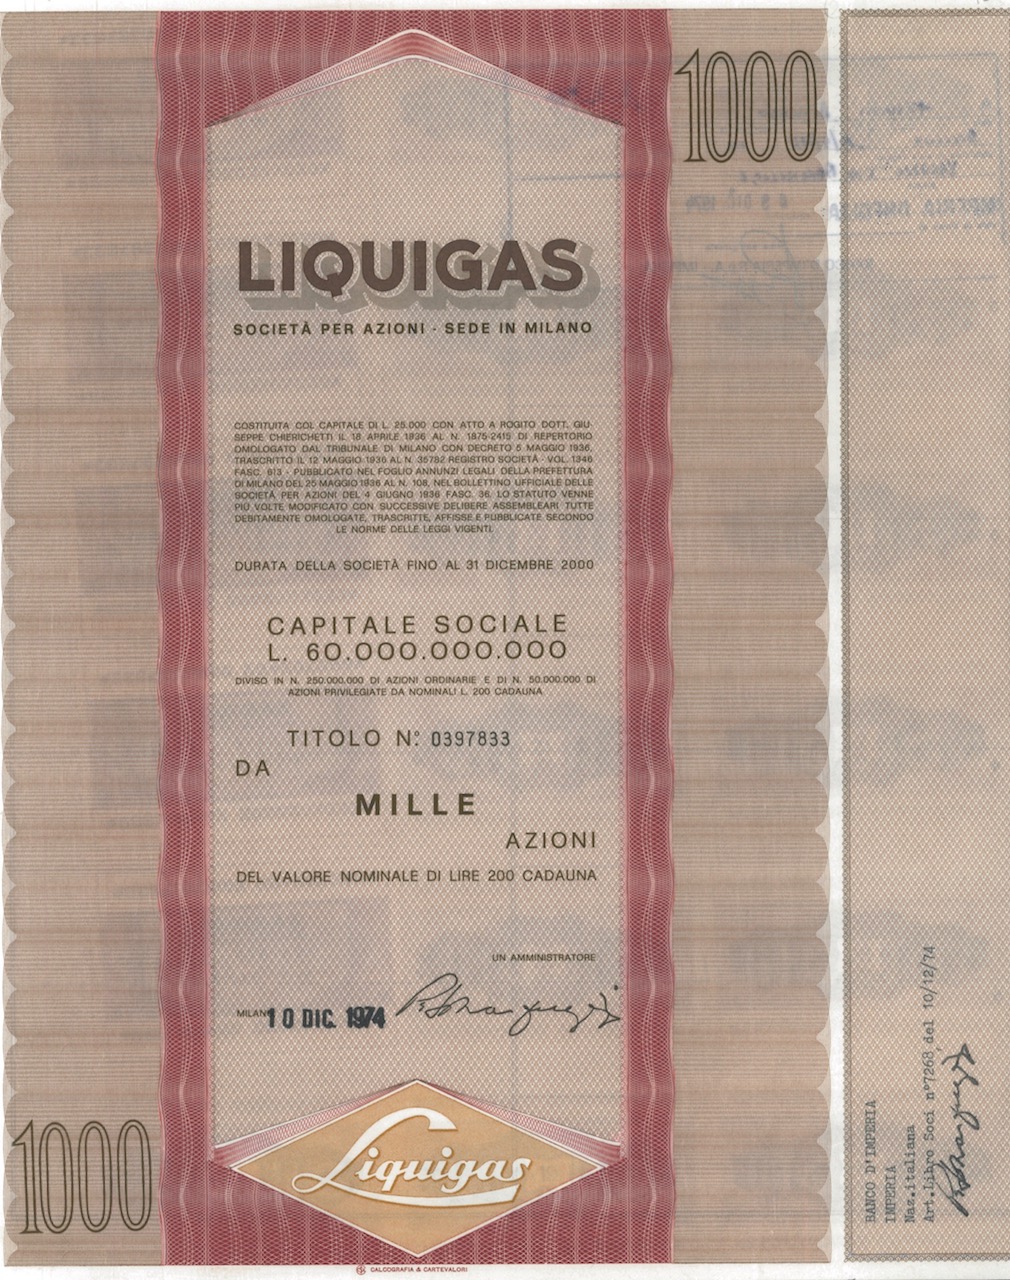 1000
LIQUIGAS
SOCIETÀ PER AZIONI - SEDE IN MILANO
COSTITUITA COL CAPITALE DI L. 25.000 CON ATTO A ROGITO DOTT. GIU-
SEPPE CHIERICHETTI IL 18 APRILE 1936 AL N. 1875-2415 DI REPERTORIO
OMOLOGATO DAL TRIBUNALE DI MILANO CON DECRETO 5 MAGGIO 1936,
TRASCRITTO IL 12 MAGGIO 1936 AL N. 35782 REGISTRO SOCIETÀ - VOL. 1346
FASC. 613 - PUBBLICATO NEL FOGLIO ANNUNZI LEGALI DELLA PREFETTURA
DI MILANO DEL 25 MAGGIO 1936 AL N. 108, NEL BOLLETTINO UFFICIALE DELLE
SOCIETÀ PER AZIONI DEL 4 GIUGNO 1936 FASC. 36. LO STATUTO VENNE
PIÙ VOLTE MODIFICATO CON SUCCESSIVE DELIBERE ASSEMBLEARI TUTTE
DEBITAMENTE OMOLOGATE, TRASCRITTE, AFFISSE E PUBBLICATE SECONDO
LE NORME DELLE LEGGI VIGENTI.
DURATA DELLA SOCIETÀ FINO AL 31 DICEMBRE 2000
CAPITALE SOCIALE
L. 60.000.000.000
DIVISO IN N. 250.000.000 DI AZIONI ORDINARIE E DI N. 50.000.000 DI
AZIONI PRIVILEGIATE DA NOMINALI L. 200 CADAUNA
TITOLO N.º 0397833
DA
MILLE
AZIONI
DEL VALORE NOMINALE DI LIRE 200 CADAUNA
UN AMMINISTRATORE
MILANO 10 DIC. 1974
Liquigas
1000
CALCOGRAFIA & CARTEVALORI
BANCO D'IMPERIA
IMPERIA
Naz.italiana
Art.Libro Soci n°7268 del 10/12/74